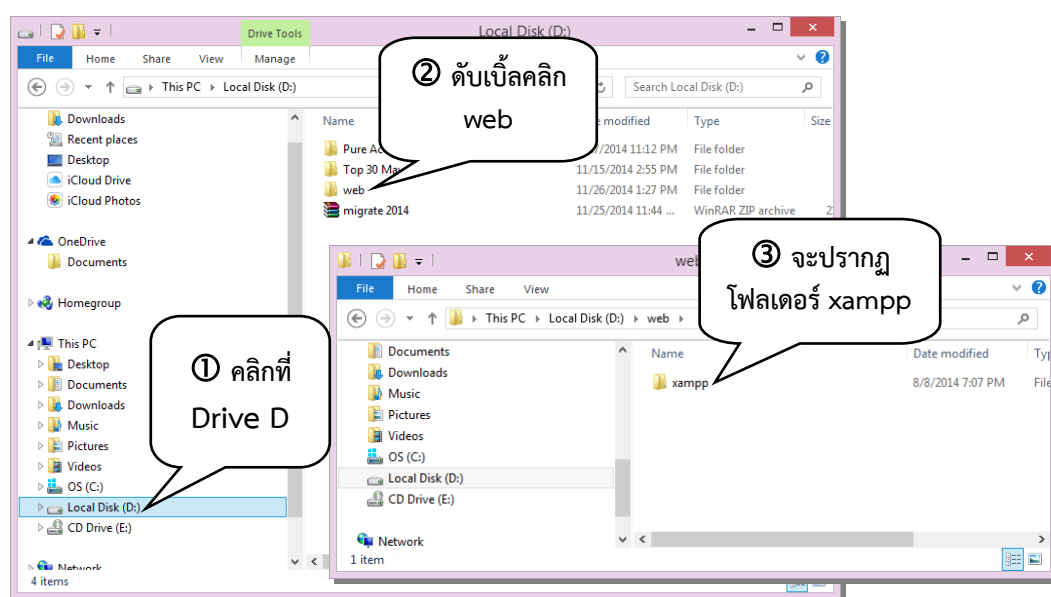 Drive Tools
Local Disk (D:)
File Home Share View Manage
This PC Local Disk (D:)
Search Local Disk (D:)
Downloads
Recent places
Desktop
iCloud Drive
iCloud Photos
OneDrive
Documents
Homegroup
This PC
Desktop
Documents
Downloads
Music
Pictures
Videos
OS (C:)
Local Disk (D:)
CD Drive (E:)
Network
4 items
Name modified Type Size
Pure 11:12 PM File folder
Top 30 11/15/2014 2:55 PM File folder
web 11/26/2014 1:27 PM File folder
migrate 2014 11/25/2014 11:44 ... WinRAR ZIP archive
① คลิกที่
Drive D
② ดับเบิ้ลคลิก
web
③ จะปรากฏ
โฟลเดอร์ xampp
File Home Share View
This PC Local Disk (D:) web
Documents
Downloads
Music
Pictures
Videos
OS (C:)
Local Disk (D:)
CD Drive (E:)
Network
1 item
Name Date modified
xampp 8/8/2014 7:07 PM